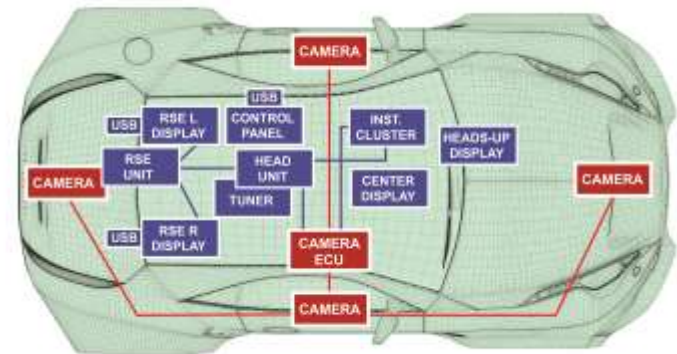 CAMERA
USB
USB
RSE L
DISPLAY
CONTROL
PANEL
INST.
CLUSTER
HEADS-UP
DISPLAY
RSE
UNIT
HEAD
UNIT
CAMERA
CENTER
DISPLAY
CAMERA
TUNER
USB
RSE R
DISPLAY
CAMERA
ECU
CAMERA